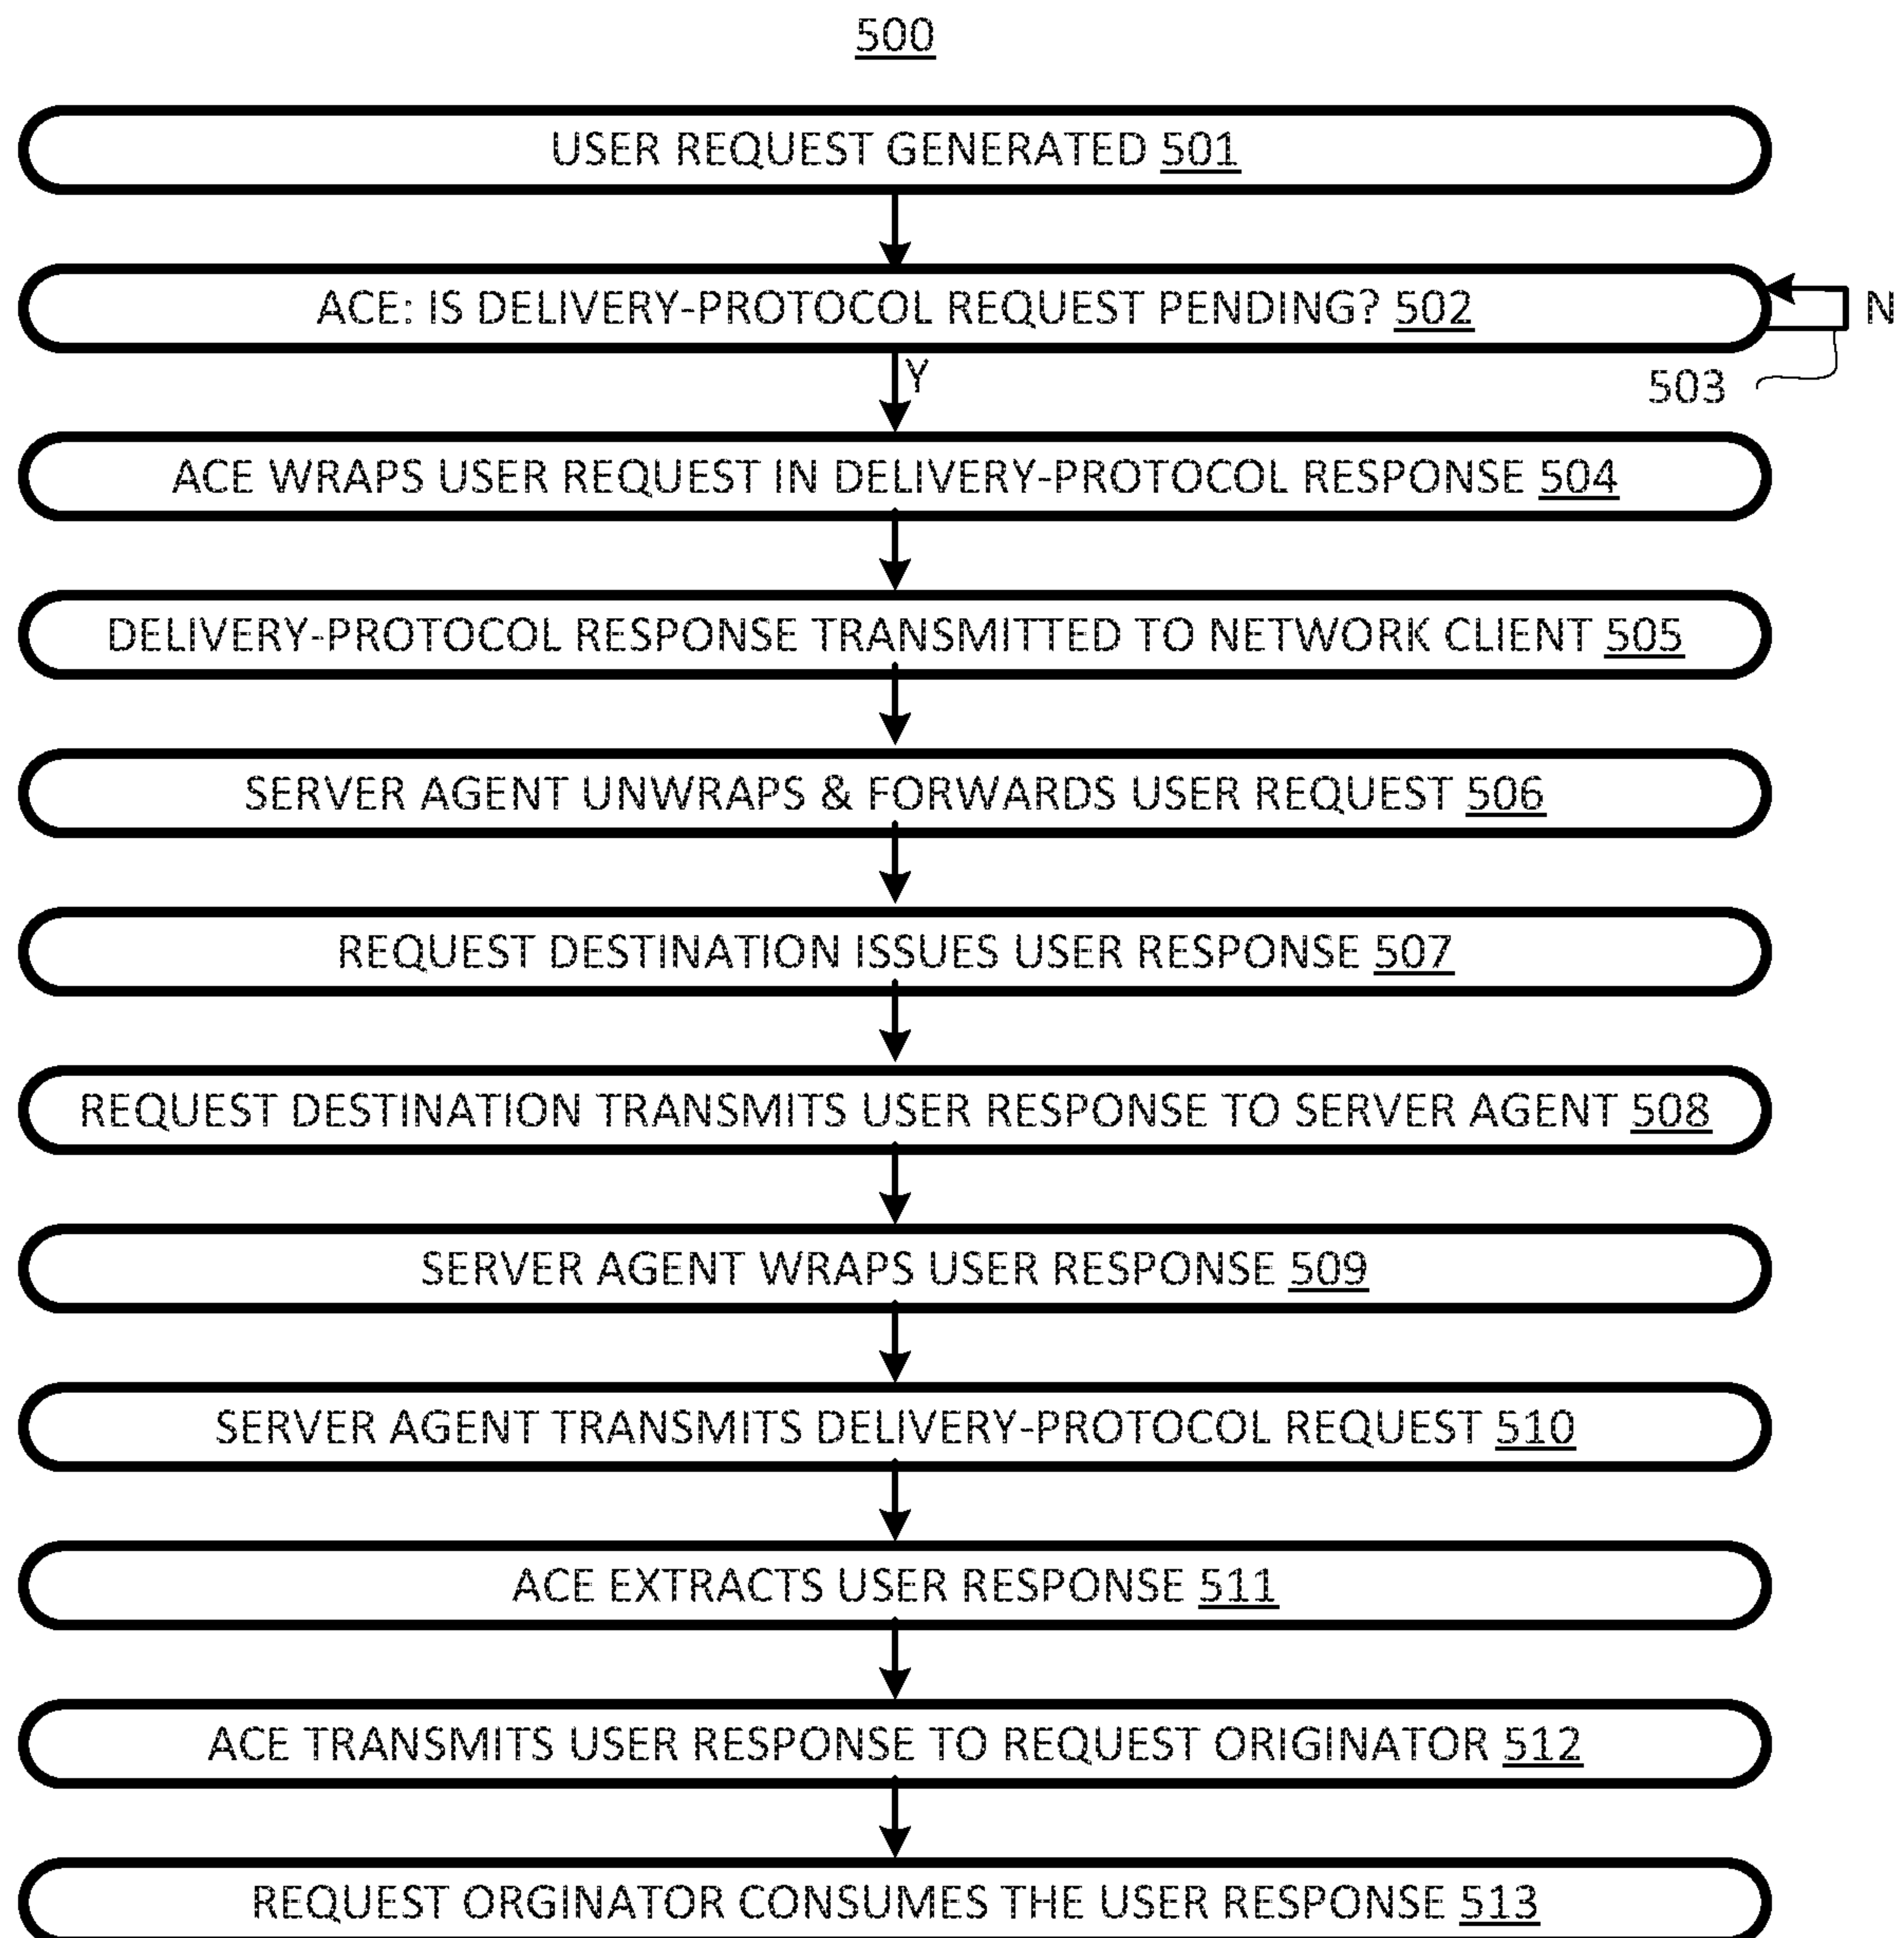 500
USER REQUEST GENERATED 501
ACE: IS DELIVERY-PROTOCOL REQUEST PENDING? 502
N
Y
503
ACE WRAPS USER REQUEST IN DELIVERY-PROTOCOL RESPONSE 504
DELIVERY-PROTOCOL RESPONSE TRANSMITTED TO NETWORK CLIENT 505
SERVER AGENT UNWRAPS & FORWARDS USER REQUEST 506
REQUEST DESTINATION ISSUES USER RESPONSE 507
REQUEST DESTINATION TRANSMITS USER RESPONSE TO SERVER AGENT 508
SERVER AGENT WRAPS USER RESPONSE 509
SERVER AGENT TRANSMITS DELIVERY-PROTOCOL REQUEST 510
ACE EXTRACTS USER RESPONSE 511
ACE TRANSMITS USER RESPONSE TO REQUEST ORIGINATOR 512
REQUEST ORGINATOR CONSUMES THE USER RESPONSE 513